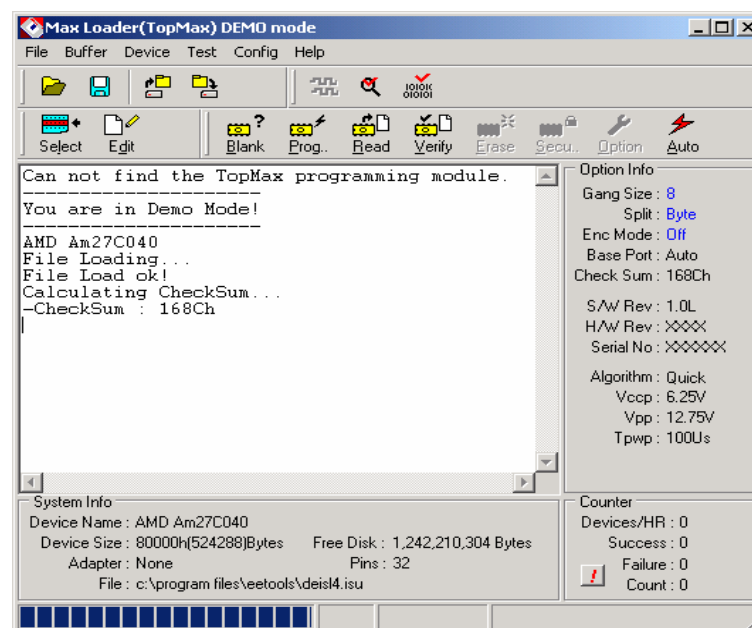 Max Loader(TopMax) DEMO mode
File Buffer Device Test Config Help
Select Edit Blank Prog.. Read Verify Erase Secu.. Option Auto
Can not find the TopMax programming module.
---------------------
You are in Demo Mode!
---------------------
AMD Am27C040
File Loading...
File Load ok!
Calculating CheckSum...
-CheckSum : 168Ch
Option Info
Gang Size : 8
Split : Byte
Enc Mode : Off
Base Port : Auto
Check Sum : 168Ch
S/W Rev : 1.0L
H/W Rev : XXXX
Serial No : XXXXXX
Algorithm : Quick
Vccp : 6.25V
Vpp : 12.75V
Tpwp : 100Us
System Info
Device Name : AMD Am27C040
Device Size : 80000h(524288)Bytes Free Disk : 1,242,210,304 Bytes
Adapter : None Pins : 32
File : c:\program files\eetools\deisl4.isu
Counter
Devices/HR : 0
Success : 0
Failure : 0
Count : 0